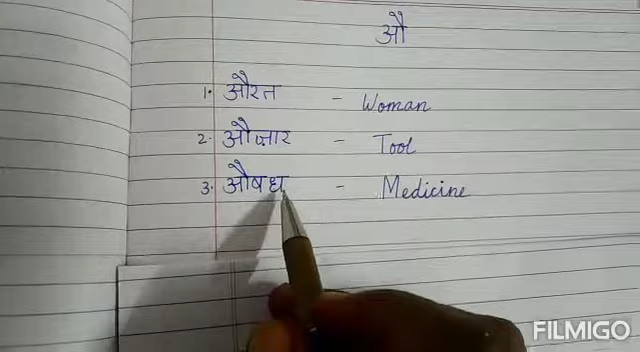 औ
1. औरत - Woman
2. औज़ार - Tool
3. औषध - Medicine
FILMIGO